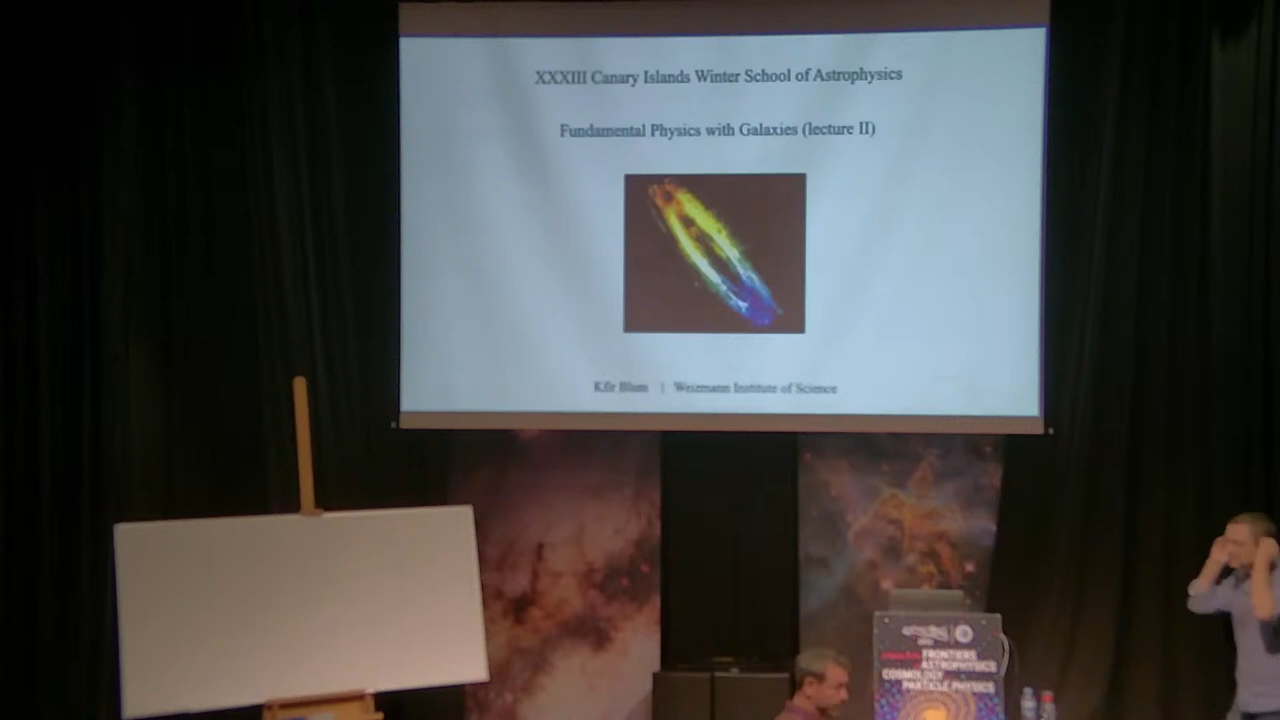 XXXIII Canary Islands Winter School of Astrophysics
Fundamental Physics with Galaxies (lecture II)
Kfir Blum | Weizmann Institute of Science
FRONTIERS
ASTROPHYSICS
COSMOLOGY
PARTICLE PHYSICS